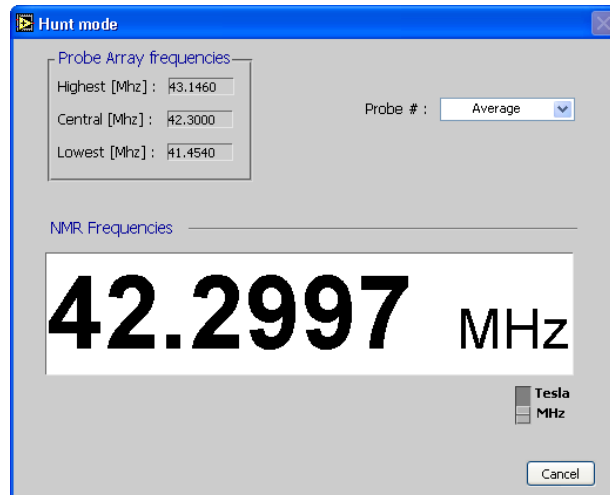 Hunt mode
Probe Array frequencies
Highest [Mhz] : 43.1460
Central [Mhz] : 42.3000
Lowest [Mhz] : 41.4540
Probe # : Average
NMR Frequencies
42.2997 MHz
Tesla
MHz
Cancel